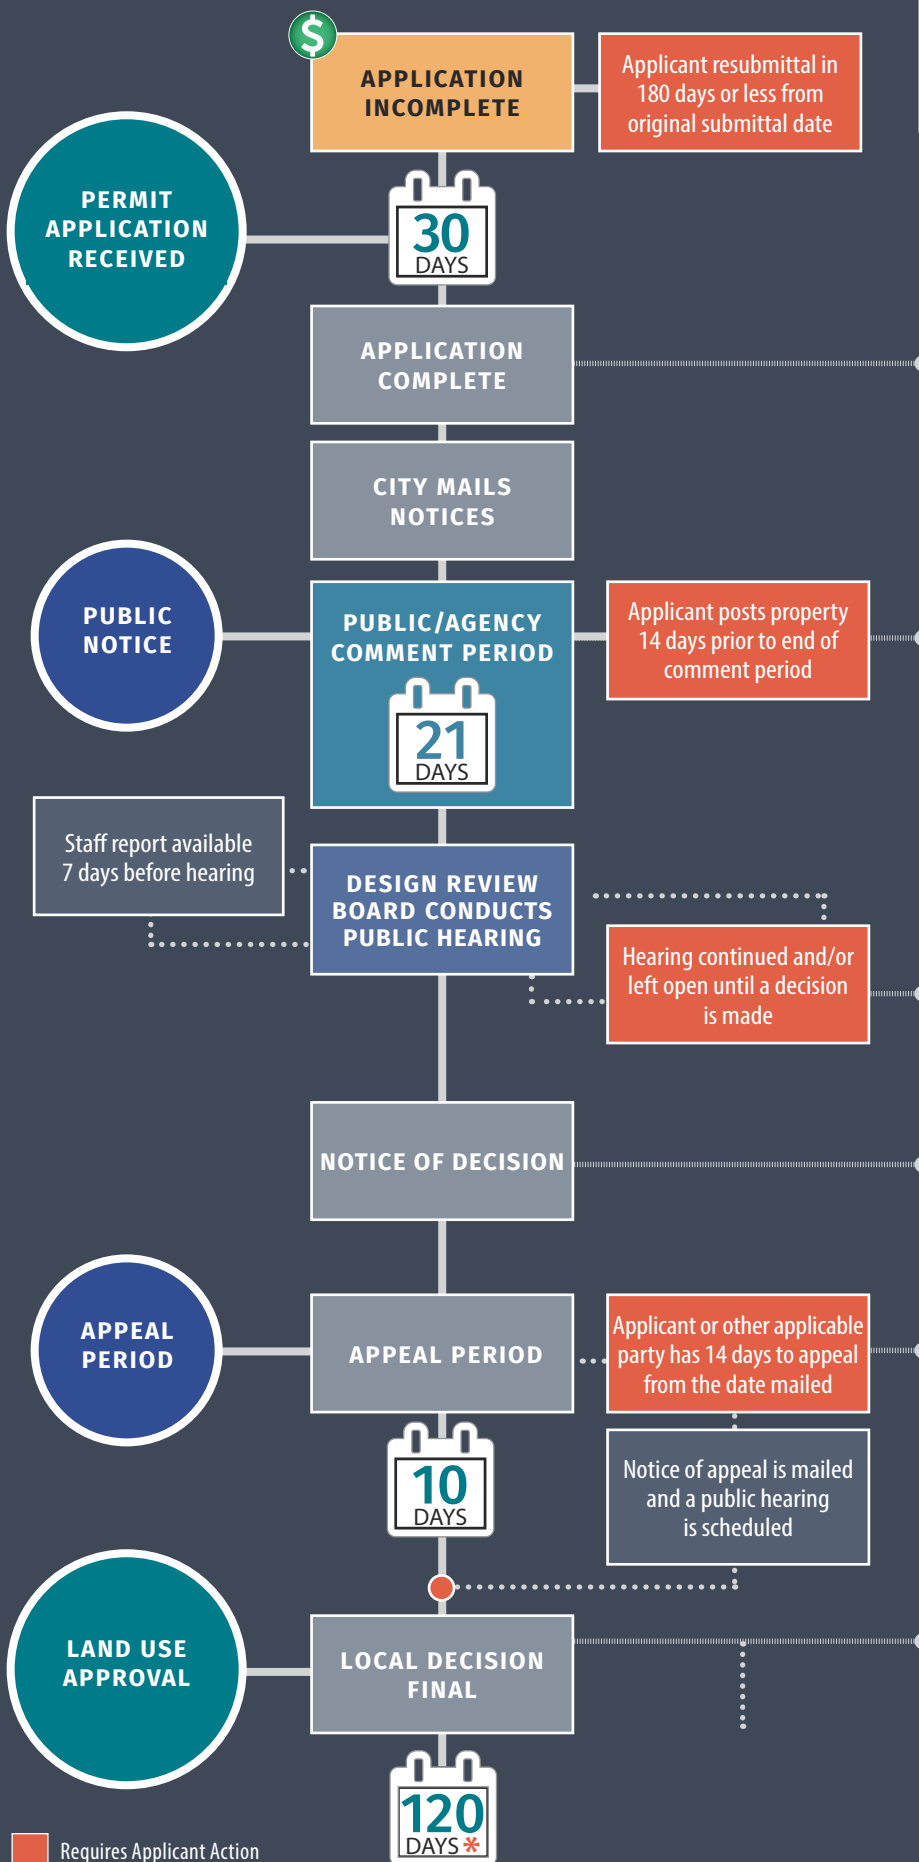 $
APPLICATION
INCOMPLETE
Applicant resubmittal in
180 days or less from
original submittal date
PERMIT
APPLICATION
RECEIVED
30
DAYS
APPLICATION
COMPLETE
CITY MAILS
NOTICES
PUBLIC
NOTICE
PUBLIC/AGENCY
COMMENT PERIOD
21
DAYS
Applicant posts property
14 days prior to end of
comment period
Staff report available
7 days before hearing
DESIGN REVIEW
BOARD CONDUCTS
PUBLIC HEARING
Hearing continued and/or
left open until a decision
is made
NOTICE OF DECISION
APPEAL
PERIOD
APPEAL PERIOD
Applicant or other applicable
party has 14 days to appeal
from the date mailed
10
DAYS
Notice of appeal is mailed
and a public hearing
is scheduled
LAND USE
APPROVAL
LOCAL DECISION
FINAL
120
DAYS *
Requires Applicant Action